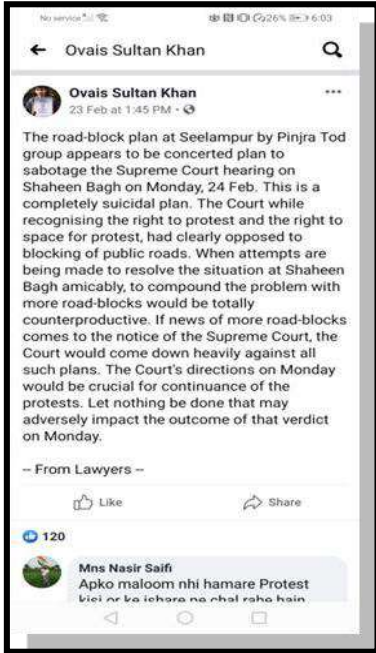 No service
26% 6:03
Ovais Sultan Khan
Ovais Sultan Khan
23 Feb at 1:45 PM
The road-block plan at Seelampur by Pinjra Tod
group appears to be concerted plan to
sabotage the Supreme Court hearing on
Shaheen Bagh on Monday, 24 Feb. This is a
completely suicidal plan. The Court while
recognising the right to protest and the right to
space for protest, had clearly opposed to
blocking of public roads. When attempts are
being made to resolve the situation at Shaheen
Bagh amicably, to compound the problem with
more road-blocks would be totally
counterproductive. If news of more road-blocks
comes to the notice of the Supreme Court, the
Court would come down heavily against all
such plans. The Court's directions on Monday
would be crucial for continuance of the
protests. Let nothing be done that may
adversely impact the outcome of that verdict
on Monday.
-- From Lawyers --
Like Share
120
Mns Nasir Saifi
Apko maloom nhi hamare Protest
kisi or ke ishare pe chal rahe hain